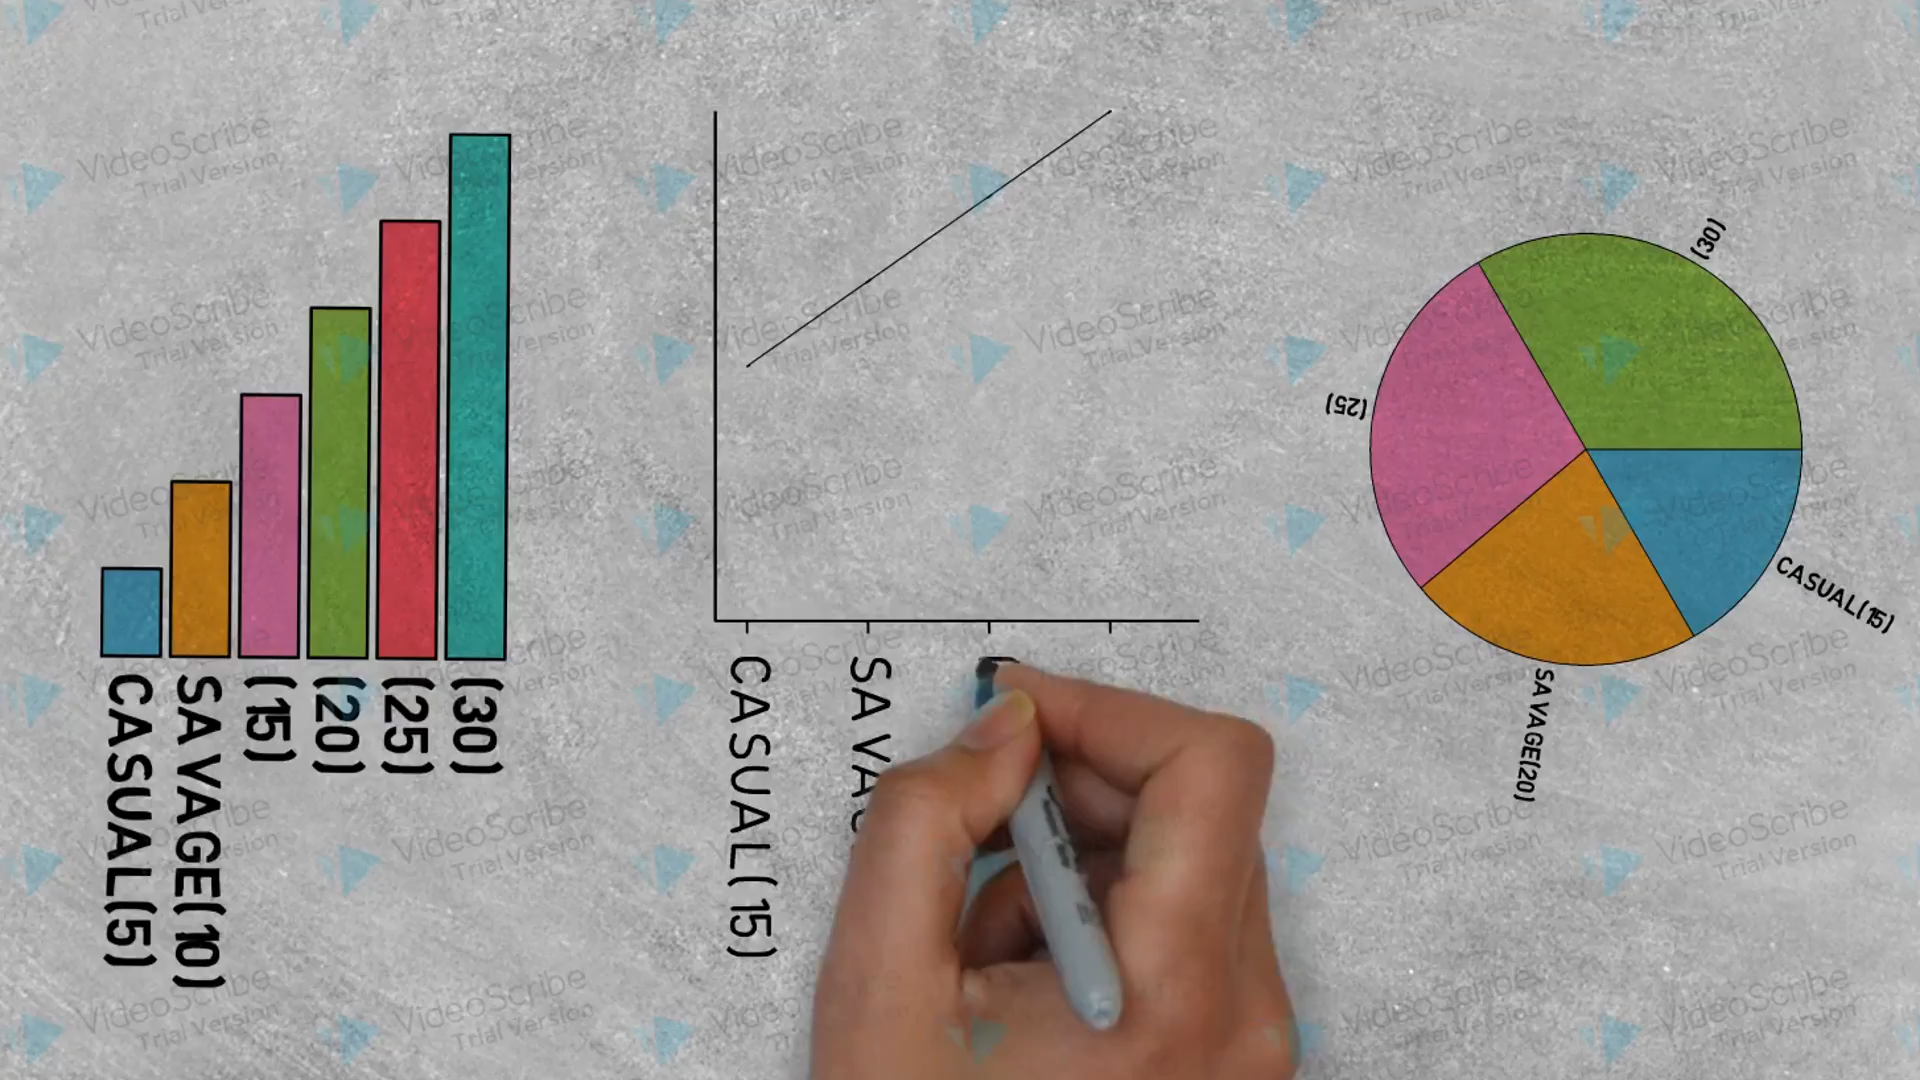 CASUAL(5)
SAVAGE(10)
(15)
(20)
(25)
(30)
CASUAL(15)
(30)
(25)
CASUAL(15)
SAVAGE(20)
VideoScribe
Trial Version